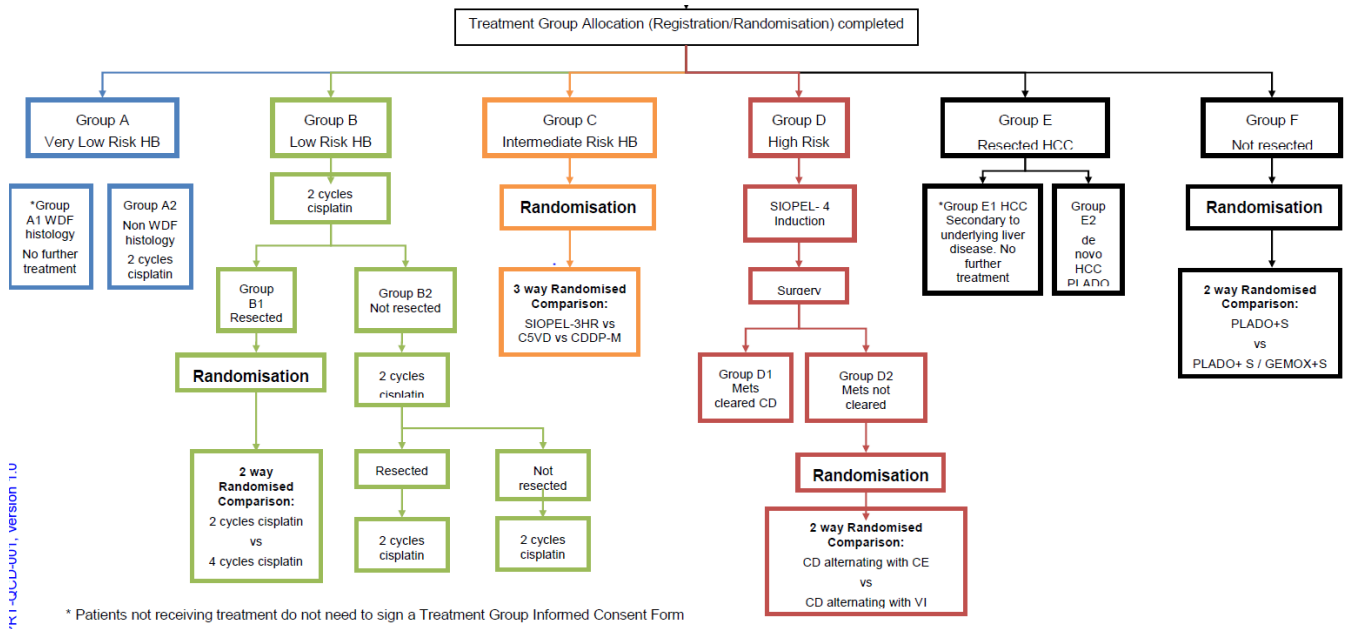 Treatment Group Allocation (Registration/Randomisation) completed
Group A
Very Low Risk HB
*Group
A1 WDF
histology
No further
treatment
Group A2
Non WDF
histology
2 cycles
cisplatin
Group B
Low Risk HB
2 cycles
cisplatin
Group
B1
Resected
Randomisation
2 way
Randomised
Comparison:
2 cycles cisplatin
vs
4 cycles cisplatin
Group B2
Not resected
2 cycles
cisplatin
Resected
2 cycles
cisplatin
Not
resected
2 cycles
cisplatin
Group C
Intermediate Risk HB
Randomisation
3 way Randomised
Comparison:
SIOPEL-3HR vs
C5VD vs CDDP-M
Group D
High Risk
SIOPEL- 4
Induction
Surgery
Group D1
Mets
cleared CD
Group D2
Mets not
cleared
Randomisation
2 way Randomised
Comparison:
CD alternating with CE
vs
CD alternating with VI
Group E
Resected HCC
*Group E1 HCC
Secondary to
underlying liver
disease. No
further
treatment
Group
E2
de
novo
HCC
PLADO
Group F
Not resected
Randomisation
2 way Randomised
Comparison:
PLADO+S
vs
PLADO+ S / GEMOX+S
* Patients not receiving treatment do not need to sign a Treatment Group Informed Consent Form
version 1.0